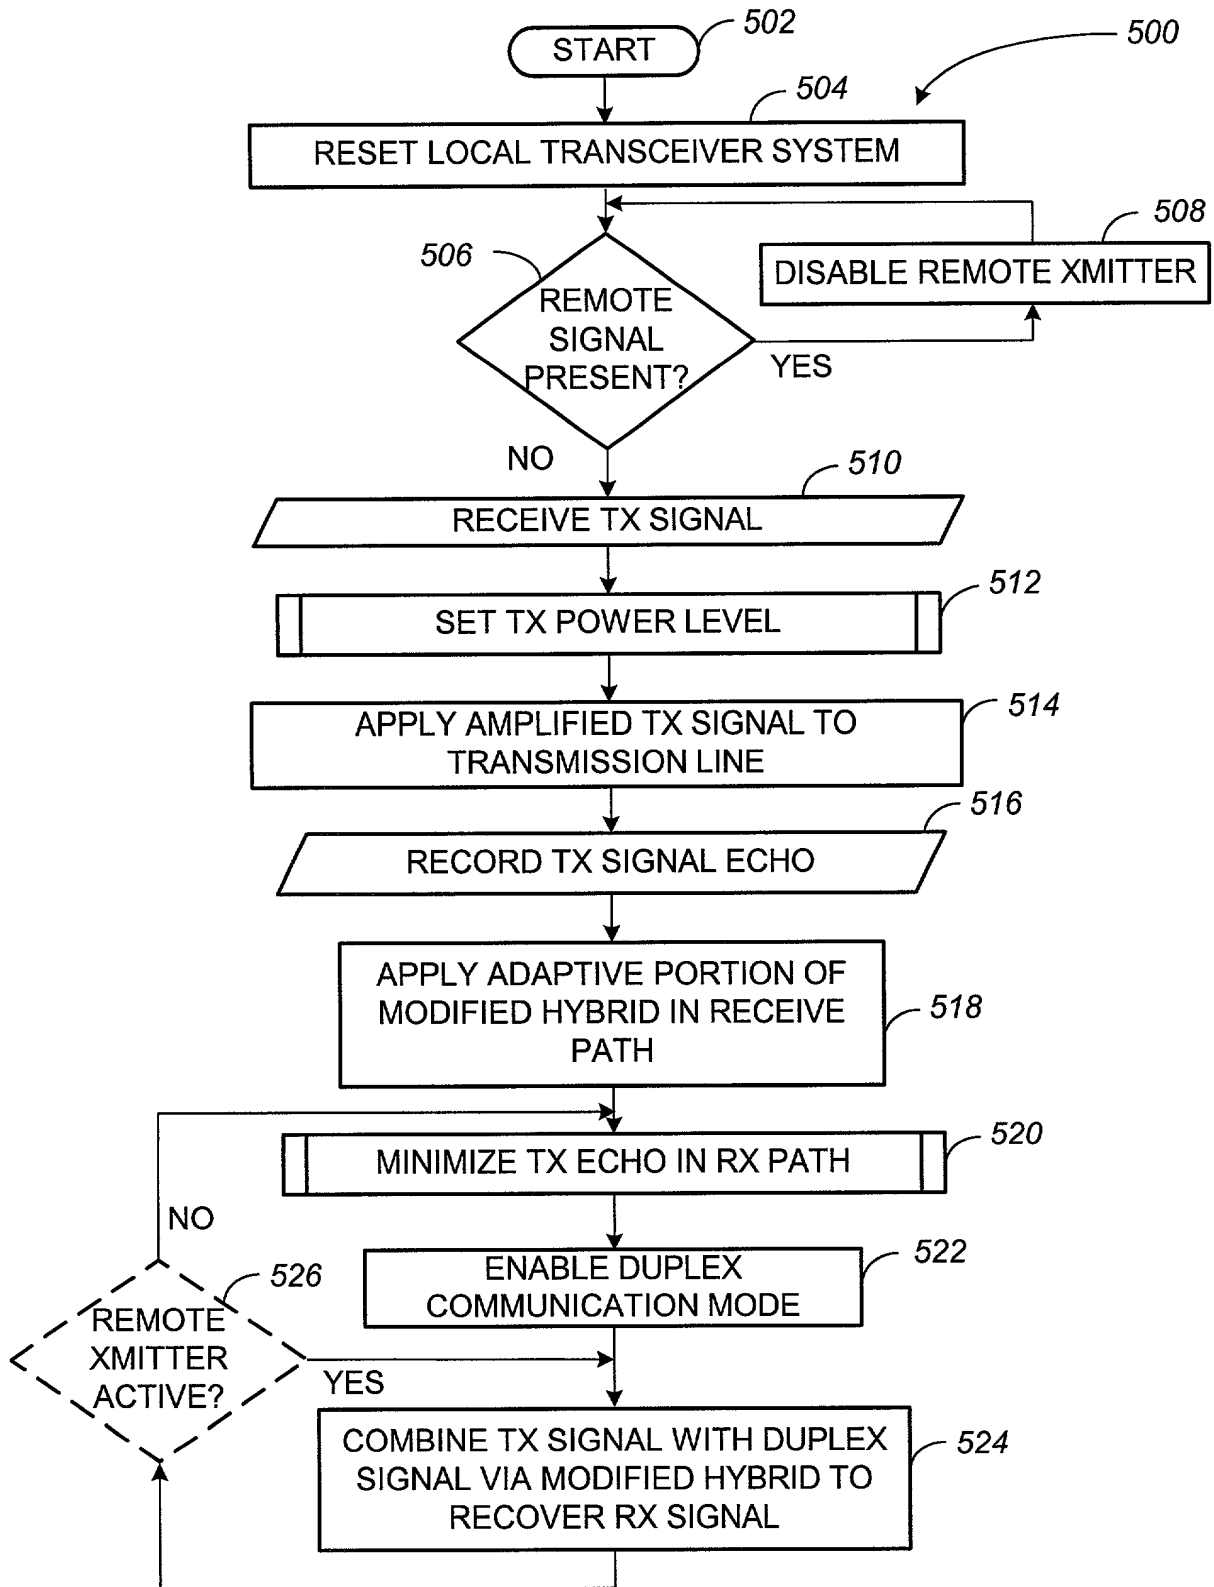 START
502
500
504
RESET LOCAL TRANSCEIVER SYSTEM
508
DISABLE REMOTE XMITTER
506
REMOTE
SIGNAL
PRESENT?
YES
NO
510
RECEIVE TX SIGNAL
512
SET TX POWER LEVEL
514
APPLY AMPLIFIED TX SIGNAL TO
TRANSMISSION LINE
516
RECORD TX SIGNAL ECHO
APPLY ADAPTIVE PORTION OF
MODIFIED HYBRID IN RECEIVE
PATH
518
520
MINIMIZE TX ECHO IN RX PATH
NO
522
ENABLE DUPLEX
COMMUNICATION MODE
526
REMOTE
XMITTER
ACTIVE?
YES
COMBINE TX SIGNAL WITH DUPLEX
SIGNAL VIA MODIFIED HYBRID TO
RECOVER RX SIGNAL
524